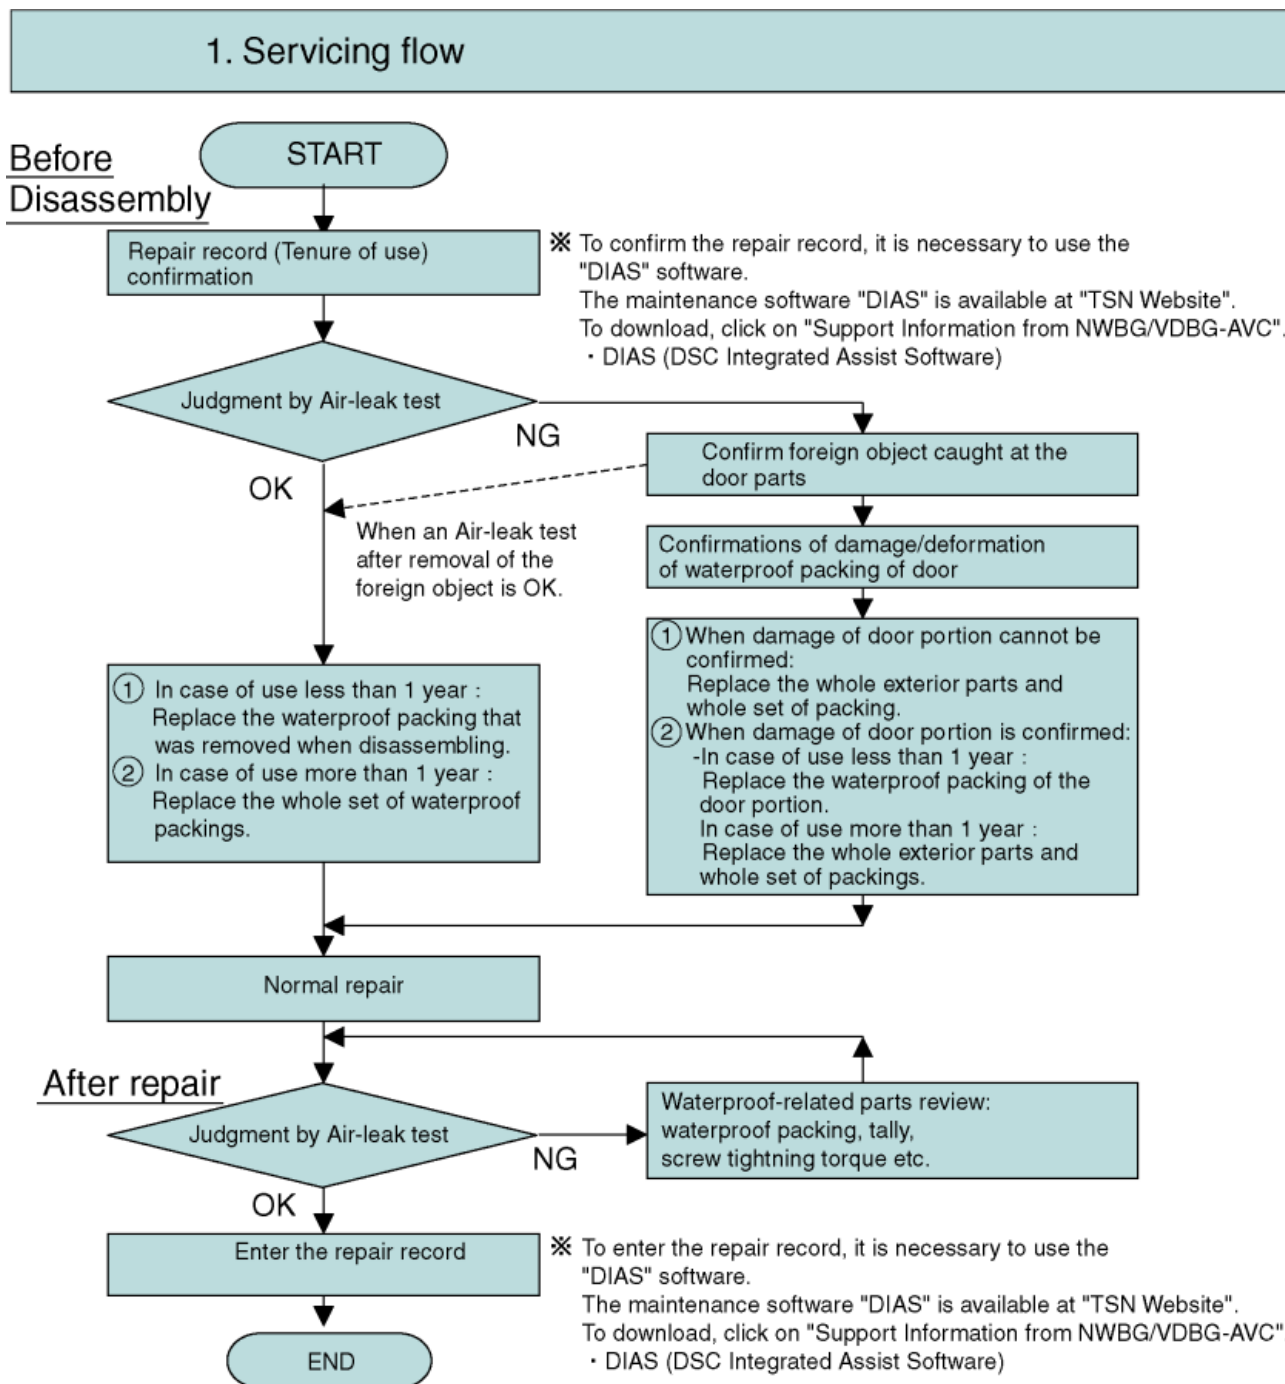 1. Servicing flow
Before
Disassembly
START
Repair record (Tenure of use)
confirmation
※ To confirm the repair record, it is necessary to use the
"DIAS" software.
The maintenance software "DIAS" is available at "TSN Website".
To download, click on "Support Information from NWBG/VDBG-AVC".
・DIAS (DSC Integrated Assist Software)
Judgment by Air-leak test
NG
OK
Confirm foreign object caught at the
door parts
When an Air-leak test
after removal of the
foreign object is OK.
Confirmations of damage/deformation
of waterproof packing of door
① In case of use less than 1 year :
Replace the waterproof packing that
was removed when disassembling.
② In case of use more than 1 year :
Replace the whole set of waterproof
packings.
① When damage of door portion cannot be
confirmed:
Replace the whole exterior parts and
whole set of packing.
② When damage of door portion is confirmed:
-In case of use less than 1 year :
Replace the waterproof packing of the
door portion.
In case of use more than 1 year :
Replace the whole exterior parts and
whole set of packings.
Normal repair
After repair
Judgment by Air-leak test
NG
OK
Waterproof-related parts review:
waterproof packing, tally,
screw tightning torque etc.
Enter the repair record
※ To enter the repair record, it is necessary to use the
"DIAS" software.
The maintenance software "DIAS" is available at "TSN Website".
To download, click on "Support Information from NWBG/VDBG-AVC"
・DIAS (DSC Integrated Assist Software)
END